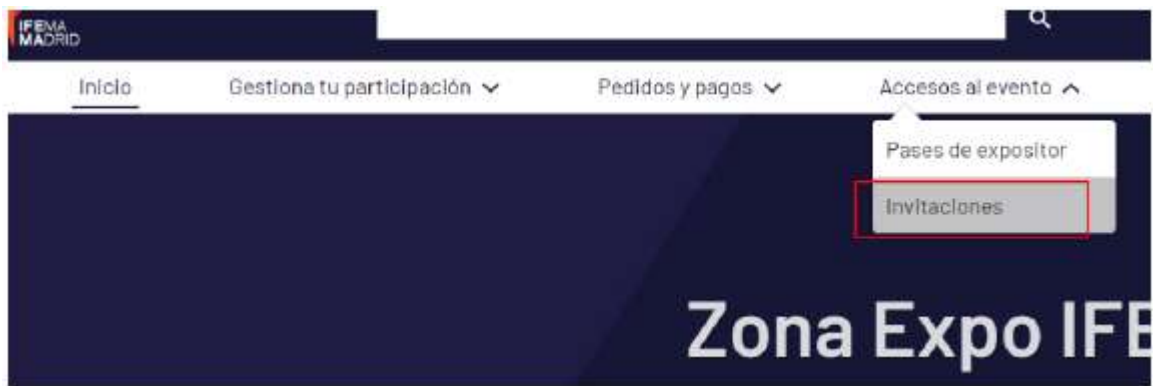 IFEMA
MADRID
Inicio Gestiona tu participación Pedidos y pagos Accesos al evento
Pases de expositor
Invitaciones
Zona Expo IFE